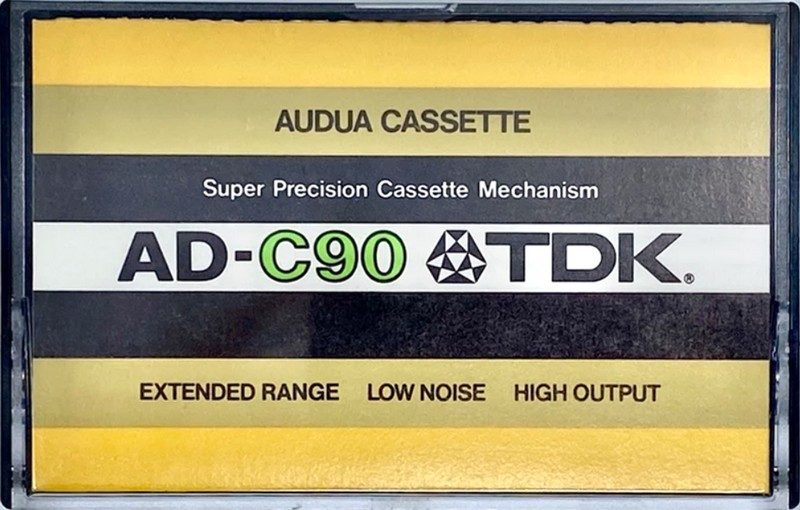 AUDUA CASSETTE
Super Precision Cassette Mechanism
AD-C90 TDK®
EXTENDED RANGE LOW NOISE HIGH OUTPUT